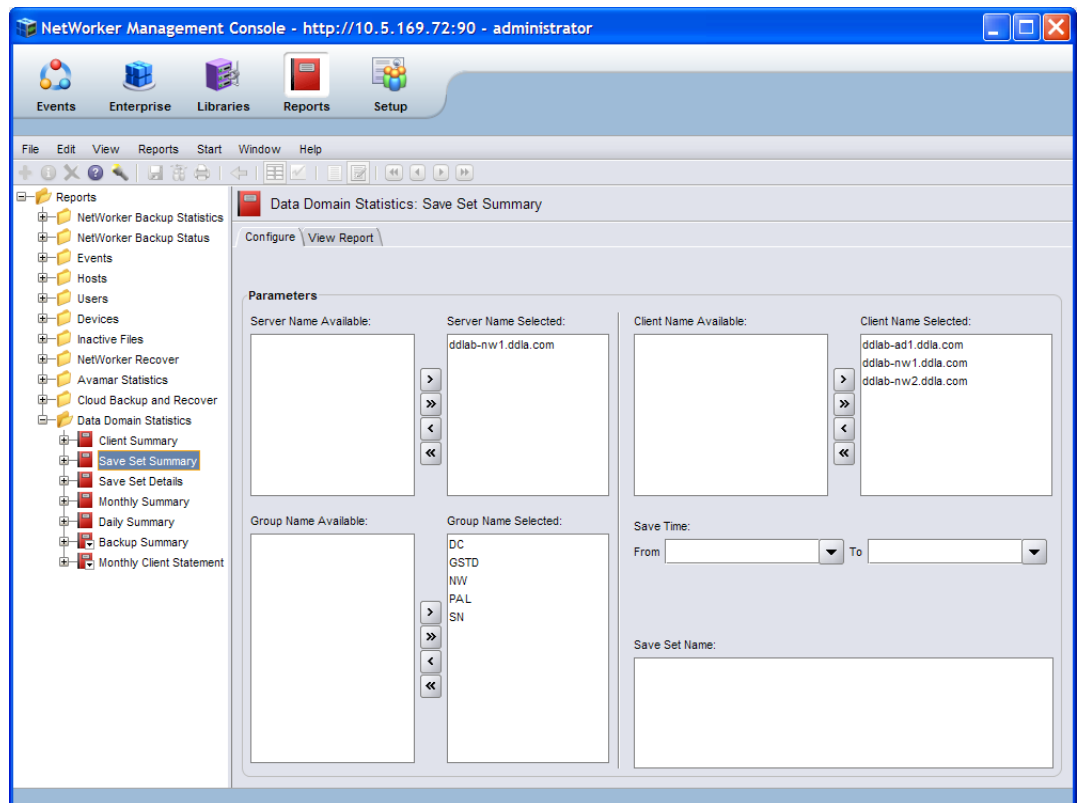 NetWorker Management Console - http://10.5.169.72:90 - administrator
Events Enterprise Libraries Reports Setup
File Edit View Reports Start Window Help
Reports
NetWorker Backup Statistics
NetWorker Backup Status
Events
Hosts
Users
Devices
Inactive Files
NetWorker Recover
Avamar Statistics
Cloud Backup and Recover
Data Domain Statistics
Client Summary
Save Set Summary
Save Set Details
Monthly Summary
Daily Summary
Backup Summary
Monthly Client Statement
Data Domain Statistics: Save Set Summary
Configure View Report
Parameters
Server Name Available:
Server Name Selected:
ddlab-nw1.ddla.com
Client Name Available:
Client Name Selected:
ddlab-ad1.ddla.com
ddlab-nw1.ddla.com
ddlab-nw2.ddla.com
Group Name Available:
Group Name Selected:
DC
GSTD
NW
PAL
SN
Save Time:
From To
Save Set Name: